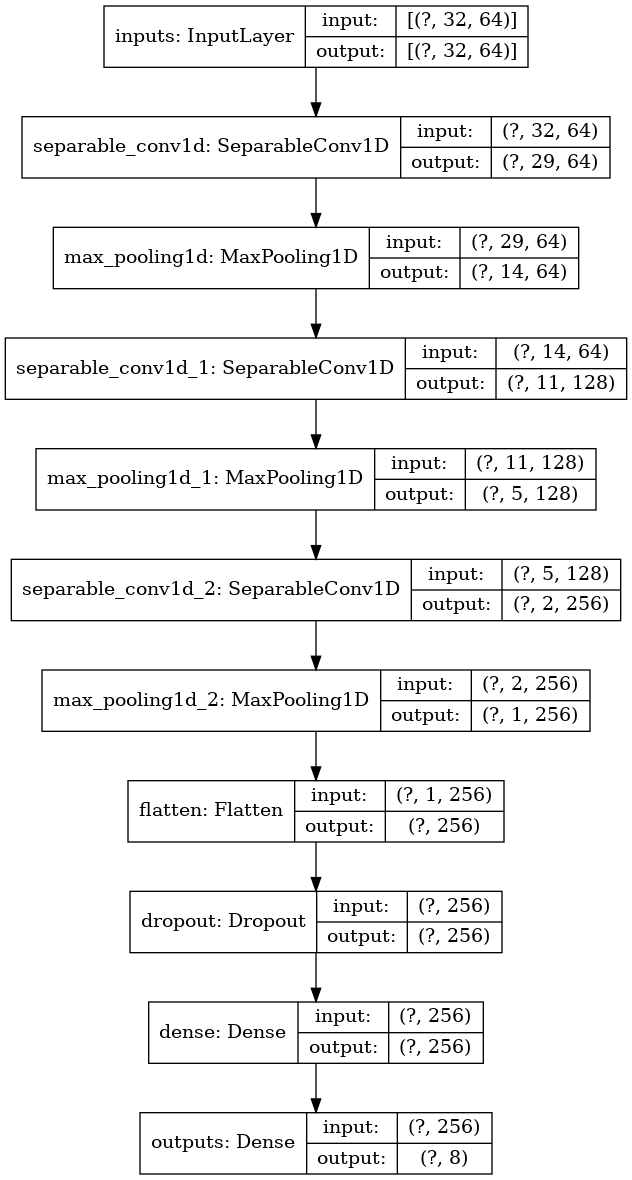 inputs: InputLayer
input: [(?, 32, 64)]
output: [(?, 32, 64)]
separable_conv1d: SeparableConv1D
input: (?, 32, 64)
output: (?, 29, 64)
max_pooling1d: MaxPooling1D
input: (?, 29, 64)
output: (?, 14, 64)
separable_conv1d_1: SeparableConv1D
input: (?, 14, 64)
output: (?, 11, 128)
max_pooling1d_1: MaxPooling1D
input: (?, 11, 128)
output: (?, 5, 128)
separable_conv1d_2: SeparableConv1D
input: (?, 5, 128)
output: (?, 2, 256)
max_pooling1d_2: MaxPooling1D
input: (?, 2, 256)
output: (?, 1, 256)
flatten: Flatten
input: (?, 1, 256)
output: (?, 256)
dropout: Dropout
input: (?, 256)
output: (?, 256)
dense: Dense
input: (?, 256)
output: (?, 256)
outputs: Dense
input: (?, 256)
output: (?, 8)